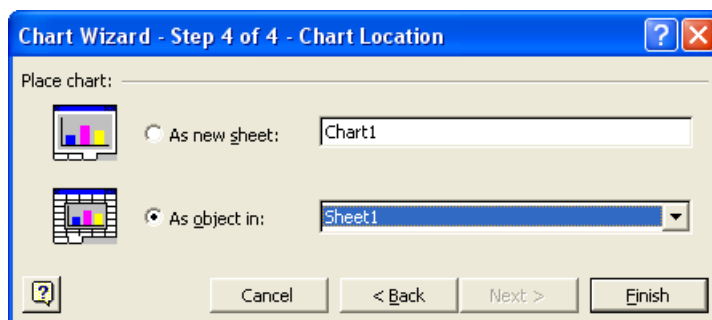 Chart Wizard - Step 4 of 4 - Chart Location
Place chart:
As new sheet: Chart1
As object in: Sheet1
Cancel < Back Next > Finish